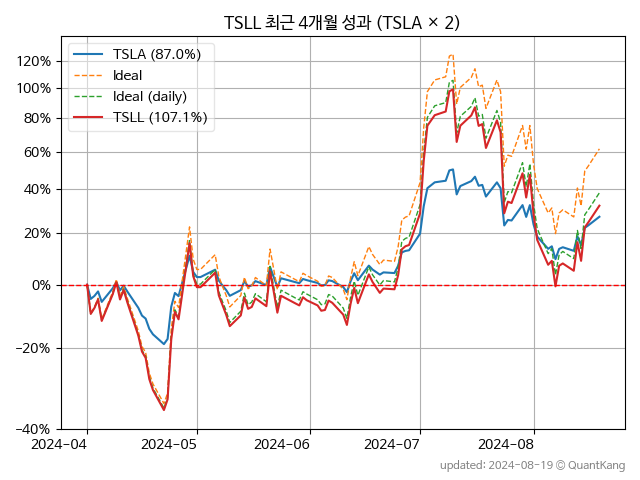 TSLL 최근 4개월 성과 (TSLA × 2)
TSLA (87.0%)
Ideal
Ideal (daily)
TSLL (107.1%)
120%
100%
80%
60%
40%
20%
0%
−20%
−40%
2024−04
2024−05
2024−06
2024−07
2024−08
updated: 2024−08−19 © QuantKang